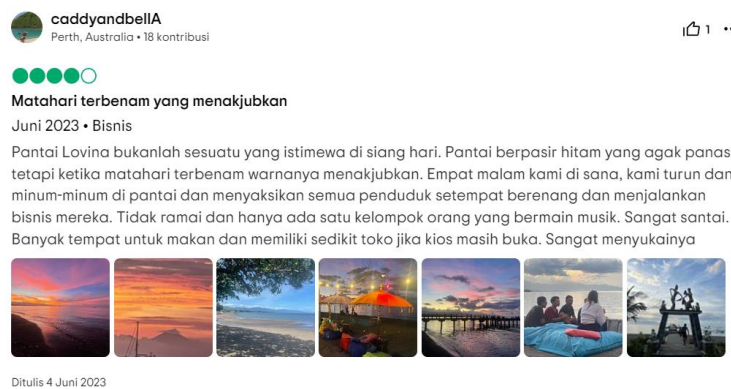 caddyandbellA
Perth, Australia • 18 kontribusi
1
Matahari terbenam yang menakjubkan
Juni 2023 • Bisnis
Pantai Lovina bukanlah sesuatu yang istimewa di siang hari. Pantai berpasir hitam yang agak panas
tetapi ketika matahari terbenam warnanya menakjubkan. Empat malam kami di sana, kami turun dan
minum-minum di pantai dan menyaksikan semua penduduk setempat berenang dan menjalankan
bisnis mereka. Tidak ramai dan hanya ada satu kelompok orang yang bermain musik. Sangat santai.
Banyak tempat untuk makan dan memiliki sedikit toko jika kios masih buka. Sangat menyukainya
Ditulis 4 Juni 2023